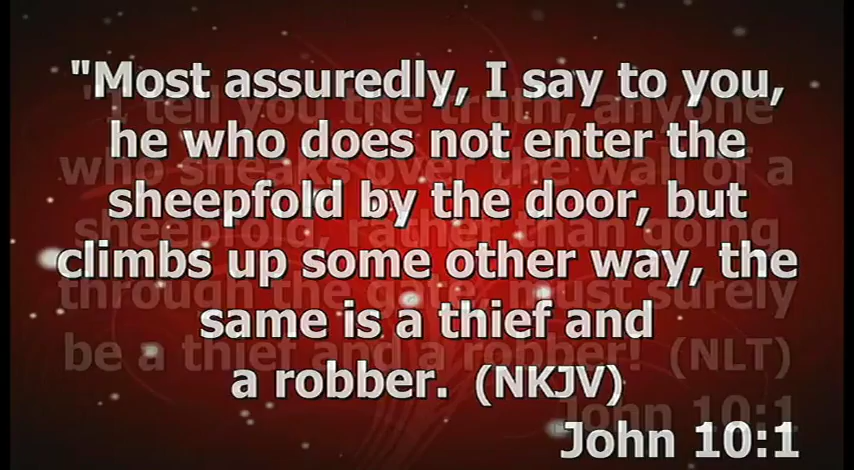 "Most assuredly, I say to you,
he who does not enter the
sheepfold by the door, but
climbs up some other way, the
same is a thief and
a robber. (NKJV)
John 10:1
"I tell you the truth, anyone
who sneaks over the wall of a
sheepfold, rather than going
through the gate, must surely
be a thief and a robber! (NLT)
John 10:1